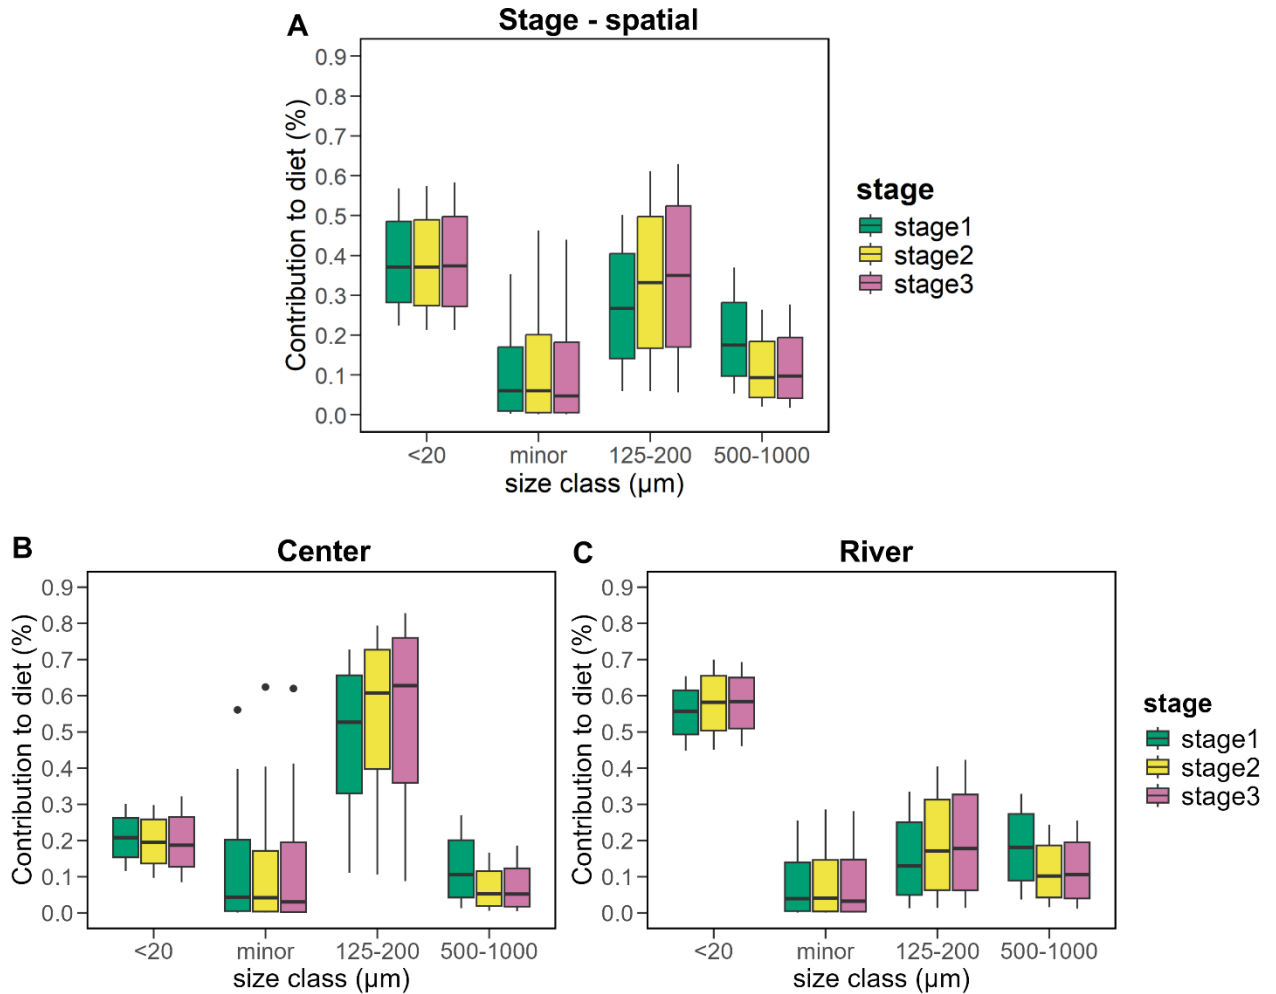 A
Stage - spatial
Contribution to diet (%)
0.9
0.8
0.7
0.6
0.5
0.4
0.3
0.2
0.1
0.0
<20 minor 125-200 500-1000
size class (µm)
stage
stage1
stage2
stage3
B
Center
Contribution to diet (%)
0.9
0.8
0.7
0.6
0.5
0.4
0.3
0.2
0.1
0.0
<20 minor 125-200 500-1000
size class (µm)
C
River
Contribution to diet (%)
0.9
0.8
0.7
0.6
0.5
0.4
0.3
0.2
0.1
0.0
<20 minor 125-200 500-1000
size class (µm)
stage
stage1
stage2
stage3